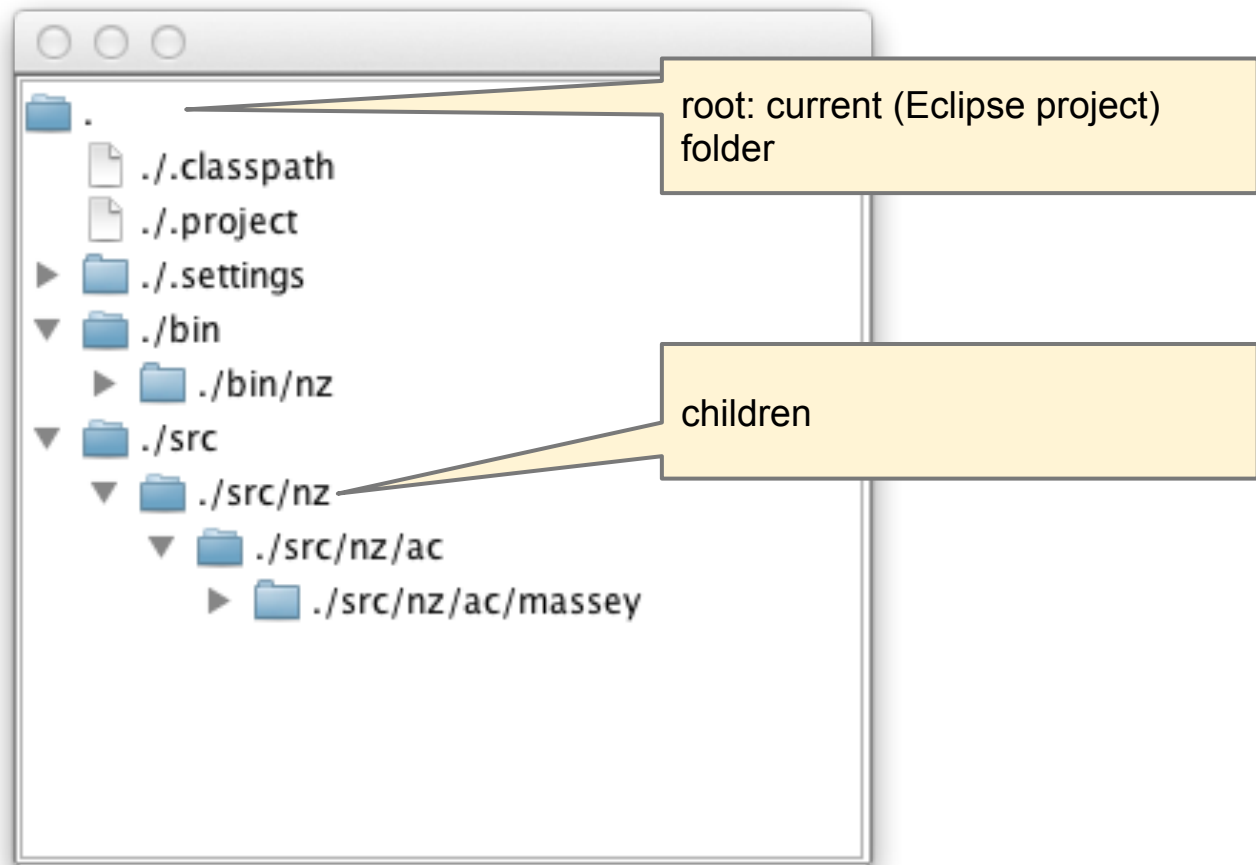 .
root: current (Eclipse project)
folder
./.classpath
./.project
./.settings
./bin
./bin/nz
children
./src
./src/nz
./src/nz/ac
./src/nz/ac/massey